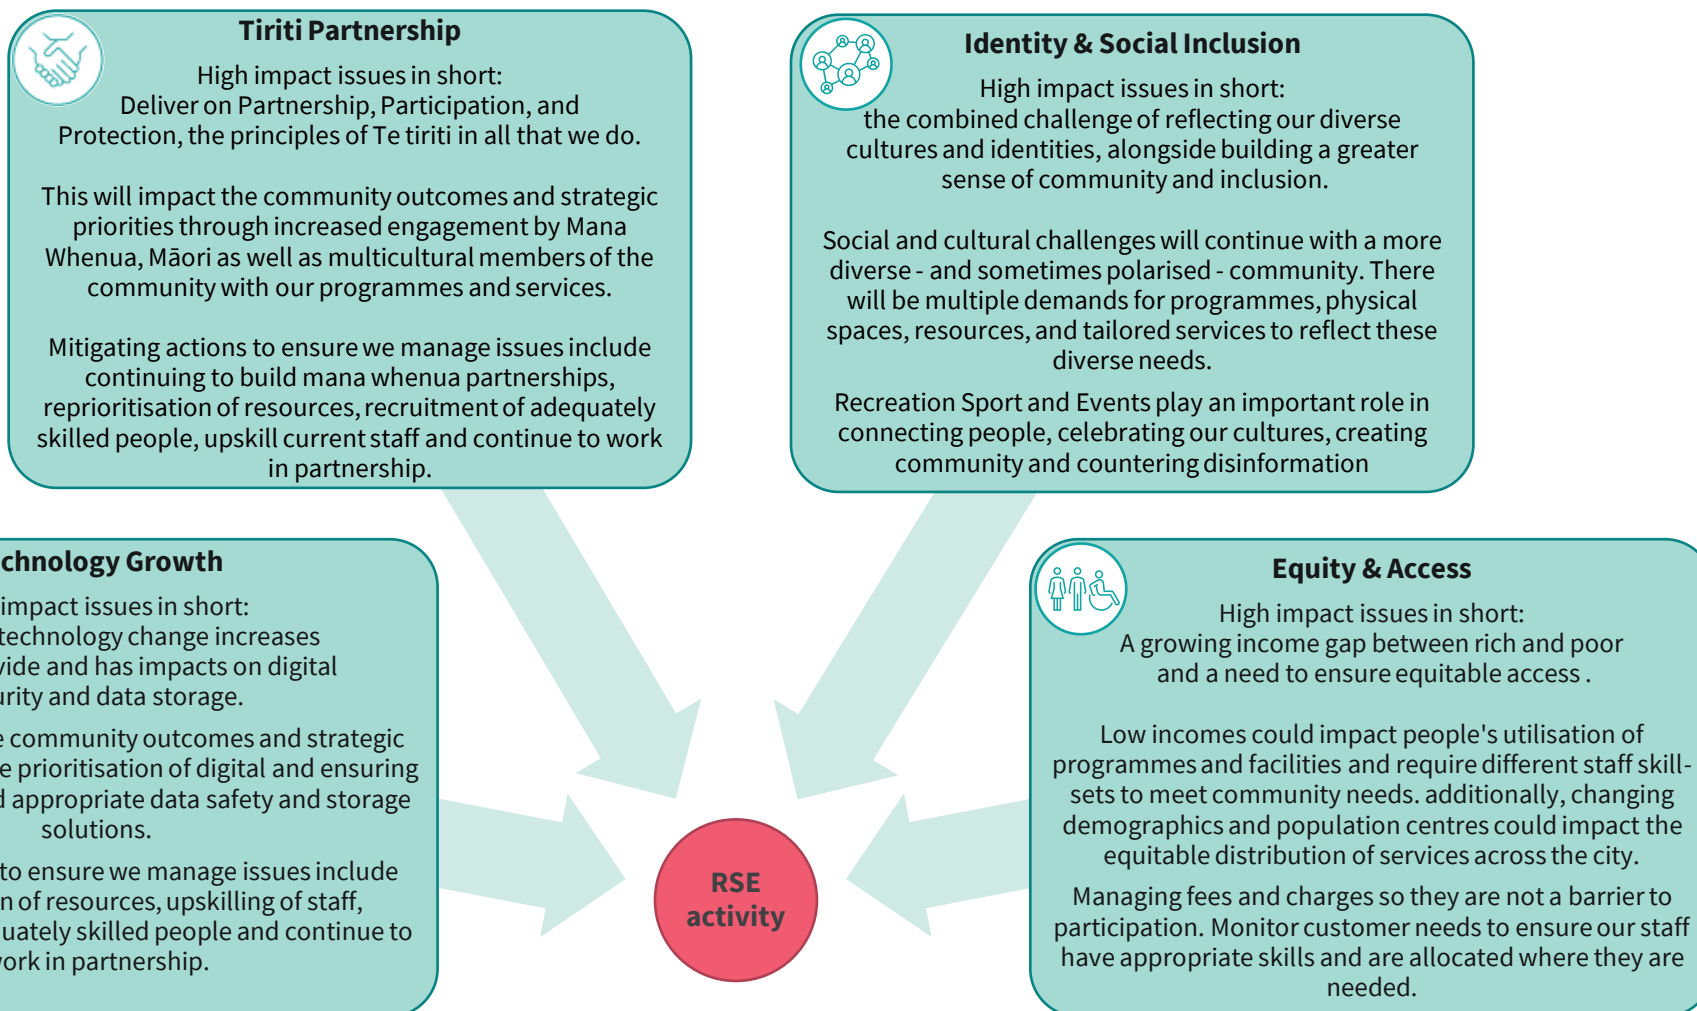 Tiriti Partnership
High impact issues in short:
Deliver on Partnership, Participation, and
Protection, the principles of Te tiriti in all that we do.
This will impact the community outcomes and strategic
priorities through increased engagement by Mana
Whenua, Māori as well as multicultural members of the
community with our programmes and services.
Mitigating actions to ensure we manage issues include
continuing to build mana whenua partnerships,
reprioritisation of resources, recruitment of adequately
skilled people, upskill current staff and continue to work
in partnership.
Identity & Social Inclusion
High impact issues in short:
the combined challenge of reflecting our diverse
cultures and identities, alongside building a greater
sense of community and inclusion.
Social and cultural challenges will continue with a more
diverse - and sometimes polarised - community. There
will be multiple demands for programmes, physical
spaces, resources, and tailored services to reflect these
diverse needs.
Recreation Sport and Events play an important role in
connecting people, celebrating our cultures, creating
community and countering disinformation
Growth
impact issues in short:
technology change increases
and has impacts on digital
and data storage.
community outcomes and strategic
prioritisation of digital and ensuring
appropriate data safety and storage
solutions.
to ensure we manage issues include
of resources, upskilling of staff,
skilled people and continue to
work in partnership.
RSE
activity
Equity & Access
High impact issues in short:
A growing income gap between rich and poor
and a need to ensure equitable access .
Low incomes could impact people's utilisation of
programmes and facilities and require different staff skill-
sets to meet community needs. additionally, changing
demographics and population centres could impact the
equitable distribution of services across the city.
Managing fees and charges so they are not a barrier to
participation. Monitor customer needs to ensure our staff
have appropriate skills and are allocated where they are
needed.